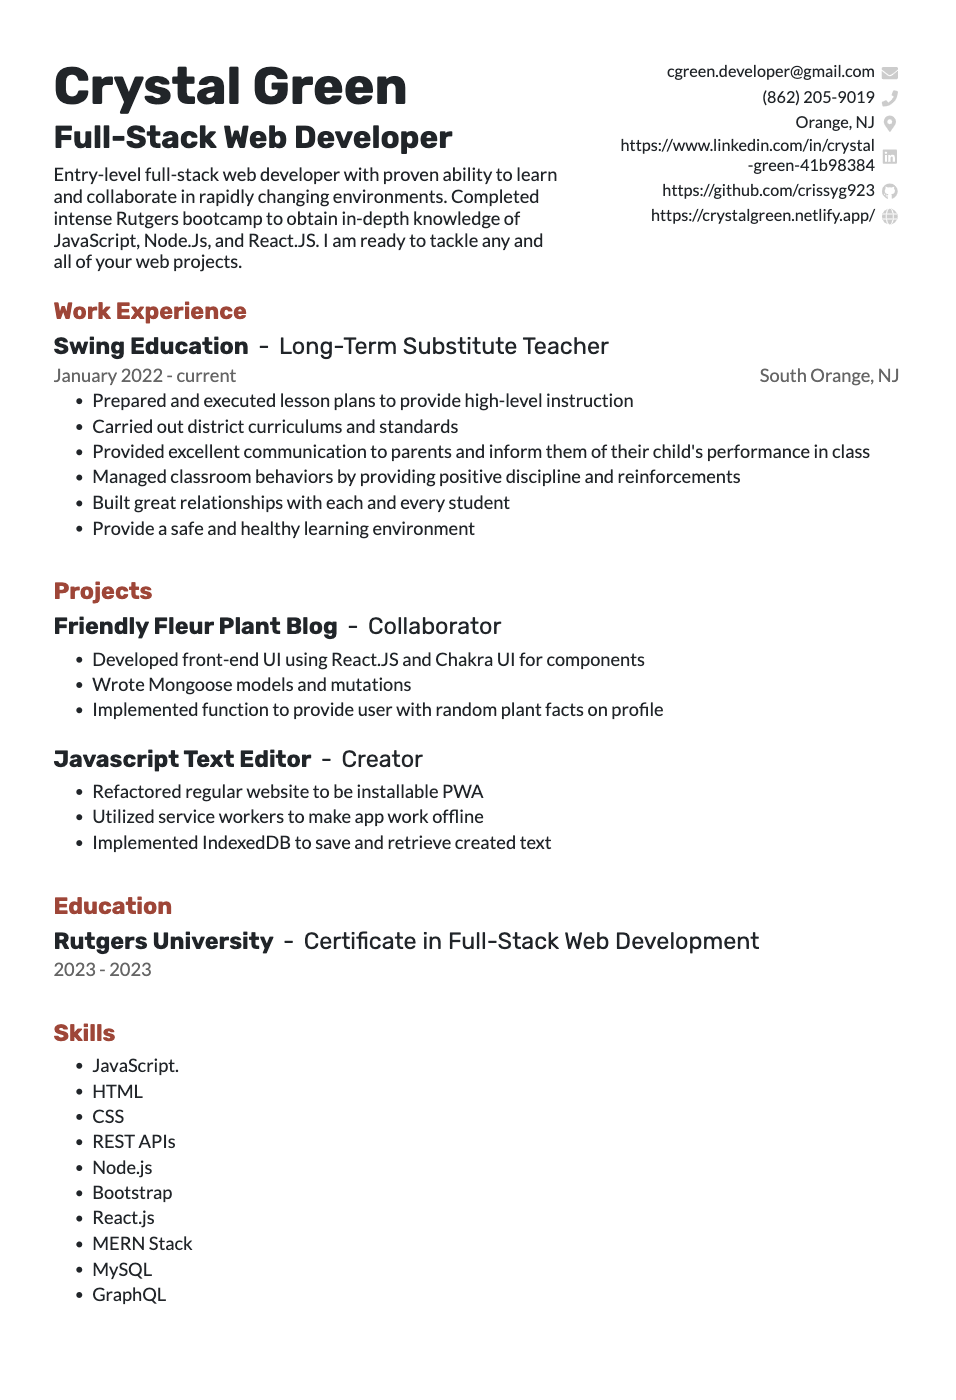 Crystal Green
Full-Stack Web Developer
Entry-level full-stack web developer with proven ability to learn
and collaborate in rapidly changing environments. Completed
intense Rutgers bootcamp to obtain in-depth knowledge of
JavaScript, Node.Js, and React.JS. I am ready to tackle any and
all of your web projects.
cgreen.developer@gmail.com
(862) 205-9019
Orange, NJ
https://www.linkedin.com/in/crystal
-green-41b98384
https://github.com/crissyg923
https://crystalgreen.netlify.app/
Work Experience
Swing Education - Long-Term Substitute Teacher
January 2022 - current South Orange, NJ
• Prepared and executed lesson plans to provide high-level instruction
• Carried out district curriculums and standards
• Provided excellent communication to parents and inform them of their child's performance in class
• Managed classroom behaviors by providing positive discipline and reinforcements
• Built great relationships with each and every student
• Provide a safe and healthy learning environment
Projects
Friendly Fleur Plant Blog - Collaborator
• Developed front-end UI using React.JS and Chakra UI for components
• Wrote Mongoose models and mutations
• Implemented function to provide user with random plant facts on profile
Javascript Text Editor - Creator
• Refactored regular website to be installable PWA
• Utilized service workers to make app work offline
• Implemented IndexedDB to save and retrieve created text
Education
Rutgers University - Certificate in Full-Stack Web Development
2023 - 2023
Skills
• JavaScript.
• HTML
• CSS
• REST APIs
• Node.js
• Bootstrap
• React.js
• MERN Stack
• MySQL
• GraphQL